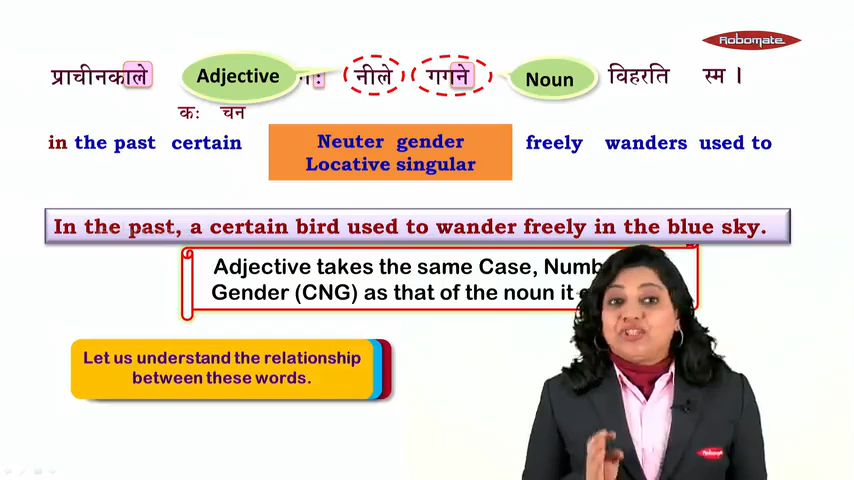 Robomate
प्राचीनकाले Adjective नीले गगने Noun विहरति स्म ।
कः चन
in the past certain Neuter gender freely wanders used to
Locative singular
In the past, a certain bird used to wander freely in the blue sky.
Adjective takes the same Case,
Gender (CNG) as that of the noun it
Let us understand the relationship
between these words.